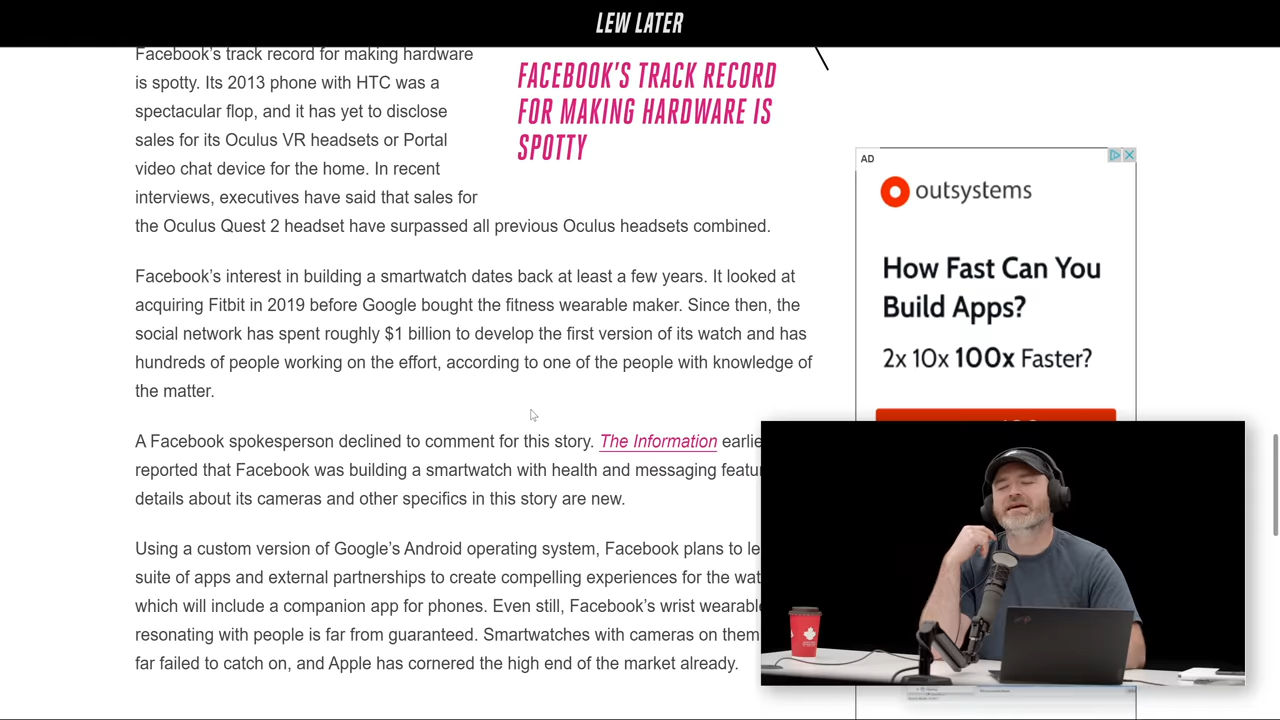 LEW LATER
Facebook’s track record for making hardware
is spotty. Its 2013 phone with HTC was a
spectacular flop, and it has yet to disclose
sales for its Oculus VR headsets or Portal
video chat device for the home. In recent
interviews, executives have said that sales for
the Oculus Quest 2 headset have surpassed all previous Oculus headsets combined.
FACEBOOK’S TRACK RECORD
FOR MAKING HARDWARE IS
SPOTTY
Facebook’s interest in building a smartwatch dates back at least a few years. It looked at
acquiring Fitbit in 2019 before Google bought the fitness wearable maker. Since then, the
social network has spent roughly $1 billion to develop the first version of its watch and has
hundreds of people working on the effort, according to one of the people with knowledge of
the matter.
A Facebook spokesperson declined to comment for this story. The Information earlie
reported that Facebook was building a smartwatch with health and messaging featu
details about its cameras and other specifics in this story are new.
Using a custom version of Google’s Android operating system, Facebook plans to le
suite of apps and external partnerships to create compelling experiences for the wat
which will include a companion app for phones. Even still, Facebook’s wrist wearable
resonating with people is far from guaranteed. Smartwatches with cameras on them
far failed to catch on, and Apple has cornered the high end of the market already.
AD
outsystems
How Fast Can You
Build Apps?
2x 10x 100x Faster?